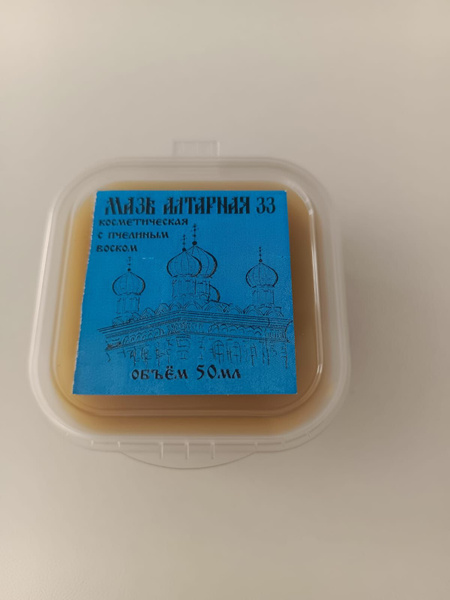 МАЗЬ АЛТАРНАЯ 33
КОСМЕТИЧЕСКАЯ
С ПЧЕЛИНЫМ
ВОСКОМ
ОБЪЁМ 50МЛ